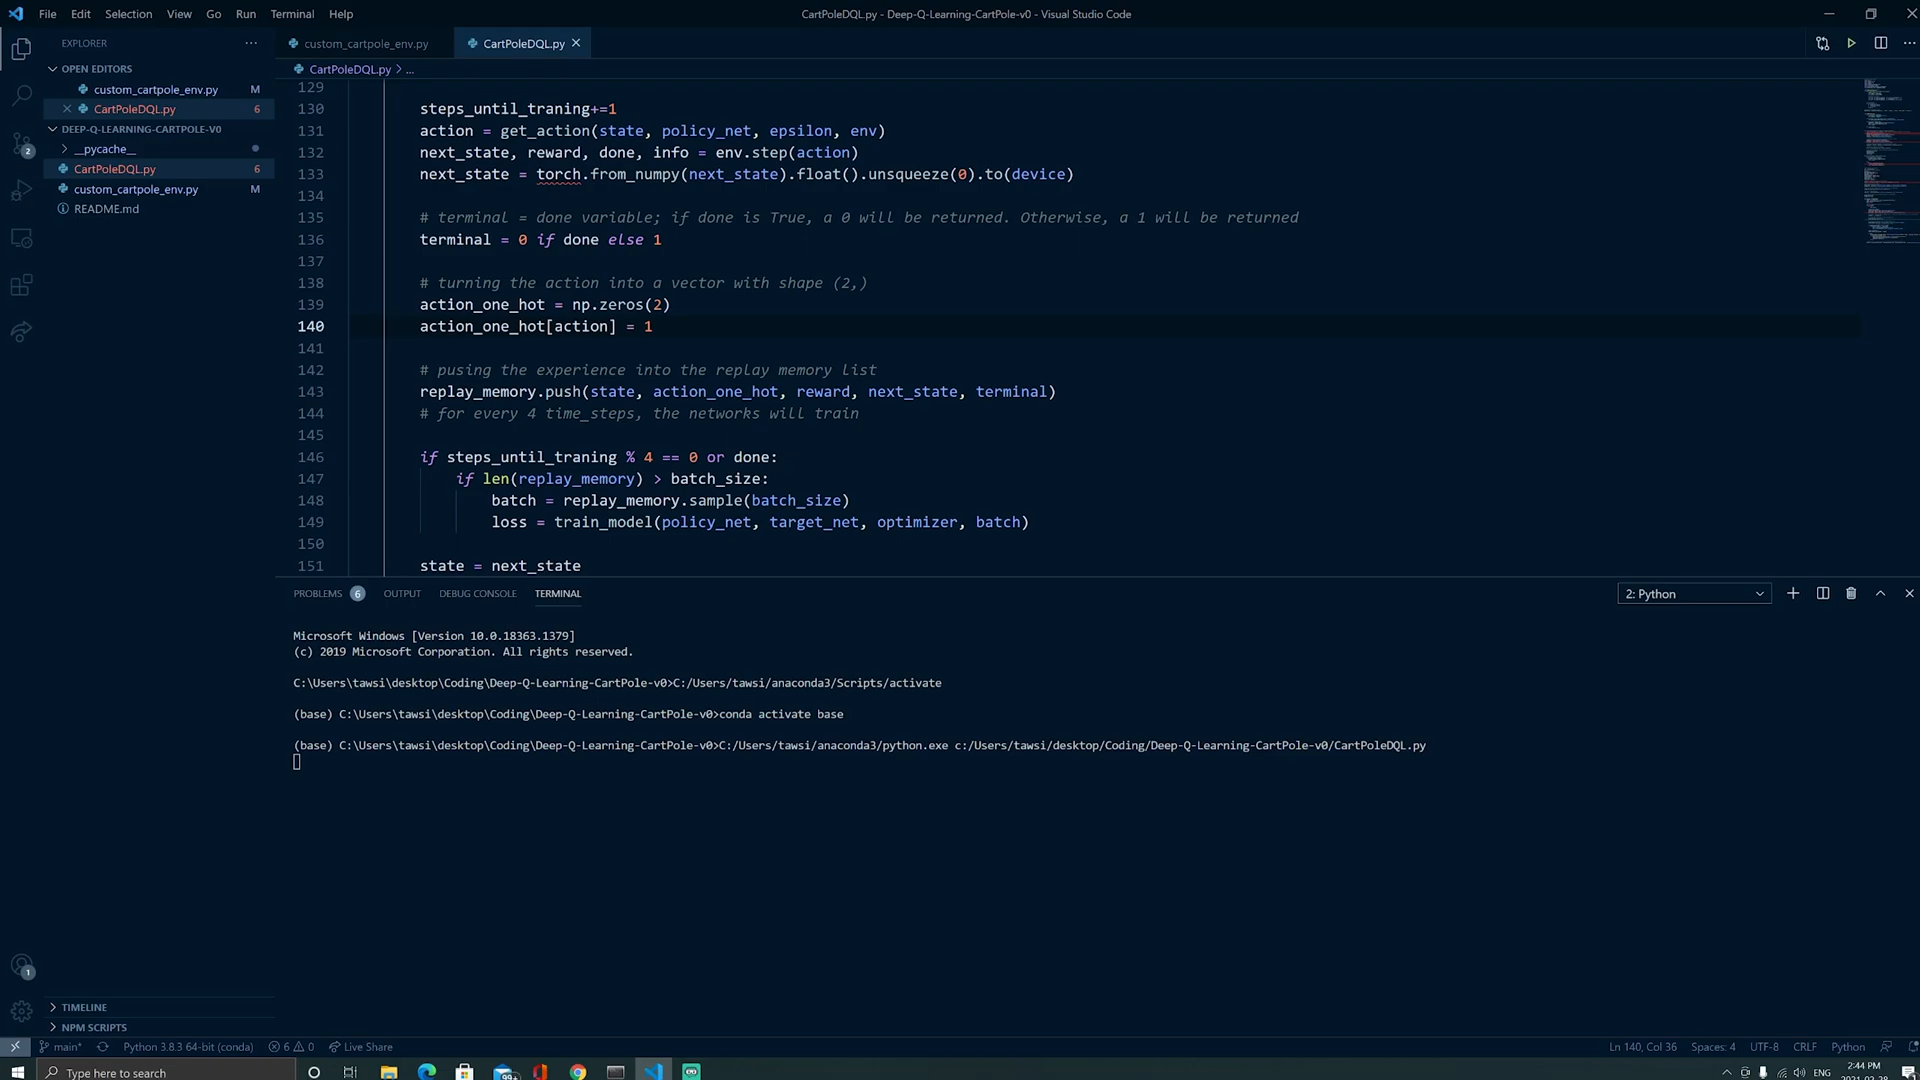 File Edit Selection View Go Run Terminal Help
CartPoleDQL.py - Deep-Q-Learning-CartPole-v0 - Visual Studio Code
EXPLORER
OPEN EDITORS
custom_cartpole_env.py M
CartPoleDQL.py 6
DEEP-Q-LEARNING-CARTPOLE-V0
__pycache__
CartPoleDQL.py 6
custom_cartpole_env.py M
README.md
2
1
TIMELINE
NPM SCRIPTS
custom_cartpole_env.py CartPoleDQL.py
CartPoleDQL.py > ...
129
130 steps_until_traning+=1
131 action = get_action(state, policy_net, epsilon, env)
132 next_state, reward, done, info = env.step(action)
133 next_state = torch.from_numpy(next_state).float().unsqueeze(0).to(device)
134
135 # terminal = done variable; if done is True, a 0 will be returned. Otherwise, a 1 will be returned
136 terminal = 0 if done else 1
137
138 # turning the action into a vector with shape (2,)
139 action_one_hot = np.zeros(2)
140 action_one_hot[action] = 1
141
142 # pusing the experience into the replay memory list
143 replay_memory.push(state, action_one_hot, reward, next_state, terminal)
144 # for every 4 time_steps, the networks will train
145
146 if steps_until_traning % 4 == 0 or done:
147 if len(replay_memory) > batch_size:
148 batch = replay_memory.sample(batch_size)
149 loss = train_model(policy_net, target_net, optimizer, batch)
150
151 state = next_state
PROBLEMS 6 OUTPUT DEBUG CONSOLE TERMINAL
2: Python
Microsoft Windows [Version 10.0.18363.1379]
(c) 2019 Microsoft Corporation. All rights reserved.
C:\Users\tawsi\desktop\Coding\Deep-Q-Learning-CartPole-v0>C:/Users/tawsi/anaconda3/Scripts/activate
(base) C:\Users\tawsi\desktop\Coding\Deep-Q-Learning-CartPole-v0>conda activate base
(base) C:\Users\tawsi\desktop\Coding\Deep-Q-Learning-CartPole-v0>C:/Users/tawsi/anaconda3/python.exe c:/Users/tawsi/desktop/Coding/Deep-Q-Learning-CartPole-v0/CartPoleDQL.py
main* Python 3.8.3 64-bit (conda) 6 0 Live Share
Ln 140, Col 36 Spaces: 4 UTF-8 CRLF Python
Type here to search
99+
ENG
2:44 PM